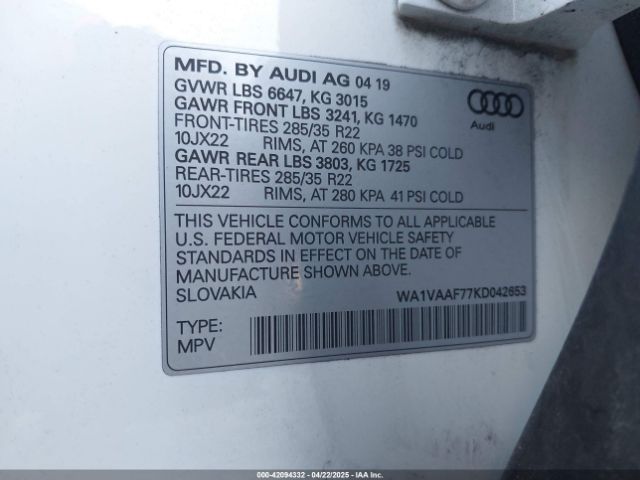 MFD. BY AUDI AG 04 19
GVWR LBS 6647, KG 3015
GAWR FRONT LBS 3241, KG 1470
FRONT-TIRES 285/35 R22
10JX22 RIMS, AT 260 KPA 38 PSI COLD
GAWR REAR LBS 3803, KG 1725
REAR-TIRES 285/35 R22
10JX22 RIMS, AT 280 KPA 41 PSI COLD
Audi
THIS VEHICLE CONFORMS TO ALL APPLICABLE
U.S. FEDERAL MOTOR VEHICLE SAFETY
STANDARDS IN EFFECT ON THE DATE OF
MANUFACTURE SHOWN ABOVE.
SLOVAKIA WA1VAAF77KD042653
TYPE:
MPV
000-42094332 - 04/22/2025 - IAA Inc.